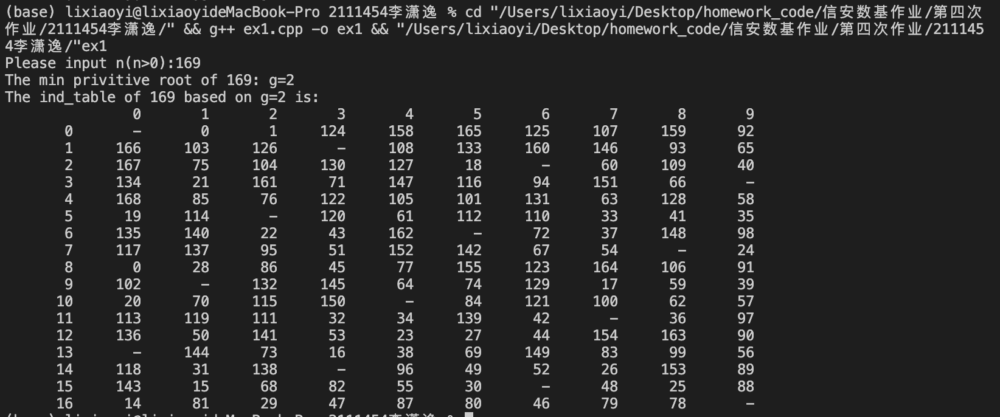 (base) lixiaoyi@lixiaoyideMacBook-Pro 2111454李潇逸 % cd "/Users/lixiaoyi/Desktop/homework_code/信安数基作业/第四次
作业/2111454李潇逸/" && g++ ex1.cpp -o ex1 && "/Users/lixiaoyi/Desktop/homework_code/信安数基作业/第四次作业/211145
4李潇逸/"ex1
Please input n(n>0):169
The min privitive root of 169: g=2
The ind_table of 169 based on g=2 is:
0 1 2 3 4 5 6 7 8 9
0 - 0 1 124 158 165 125 107 159 92
1 166 103 126 - 108 133 160 146 93 65
2 167 75 104 130 127 18 - 60 109 40
3 134 21 161 71 147 116 94 151 66 -
4 168 85 76 122 105 101 131 63 128 58
5 19 114 - 120 61 112 110 33 41 35
6 135 140 22 43 162 - 72 37 148 98
7 117 137 95 51 152 142 67 54 - 24
8 0 28 86 45 77 155 123 164 106 91
9 102 - 132 145 64 74 129 17 59 39
10 20 70 115 150 - 84 121 100 62 57
11 113 119 111 32 34 139 42 - 36 97
12 136 50 141 53 23 27 44 154 163 90
13 - 144 73 16 38 69 149 83 99 56
14 118 31 138 - 96 49 52 26 153 89
15 143 15 68 82 55 30 - 48 25 88
16 14 81 29 47 87 80 46 79 78 -